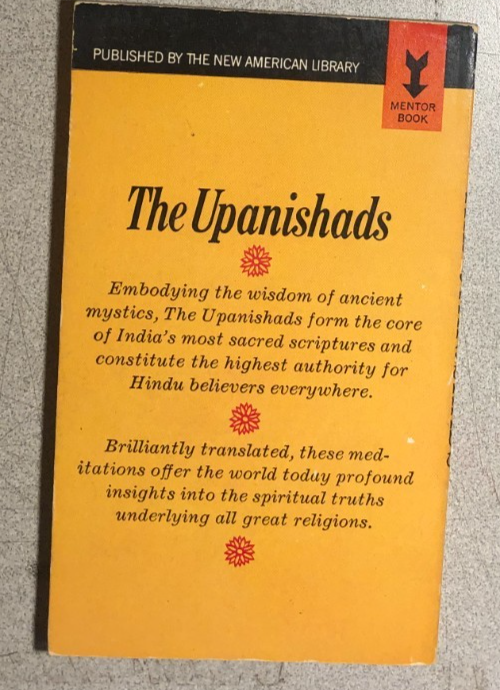 PUBLISHED BY THE NEW AMERICAN LIBRARY
MENTOR
BOOK
The Upanishads
Embodying the wisdom of ancient
mystics, The Upanishads form the core
of India's most sacred scriptures and
constitute the highest authority for
Hindu believers everywhere.
Brilliantly translated, these med-
itations offer the world today profound
insights into the spiritual truths
underlying all great religions.